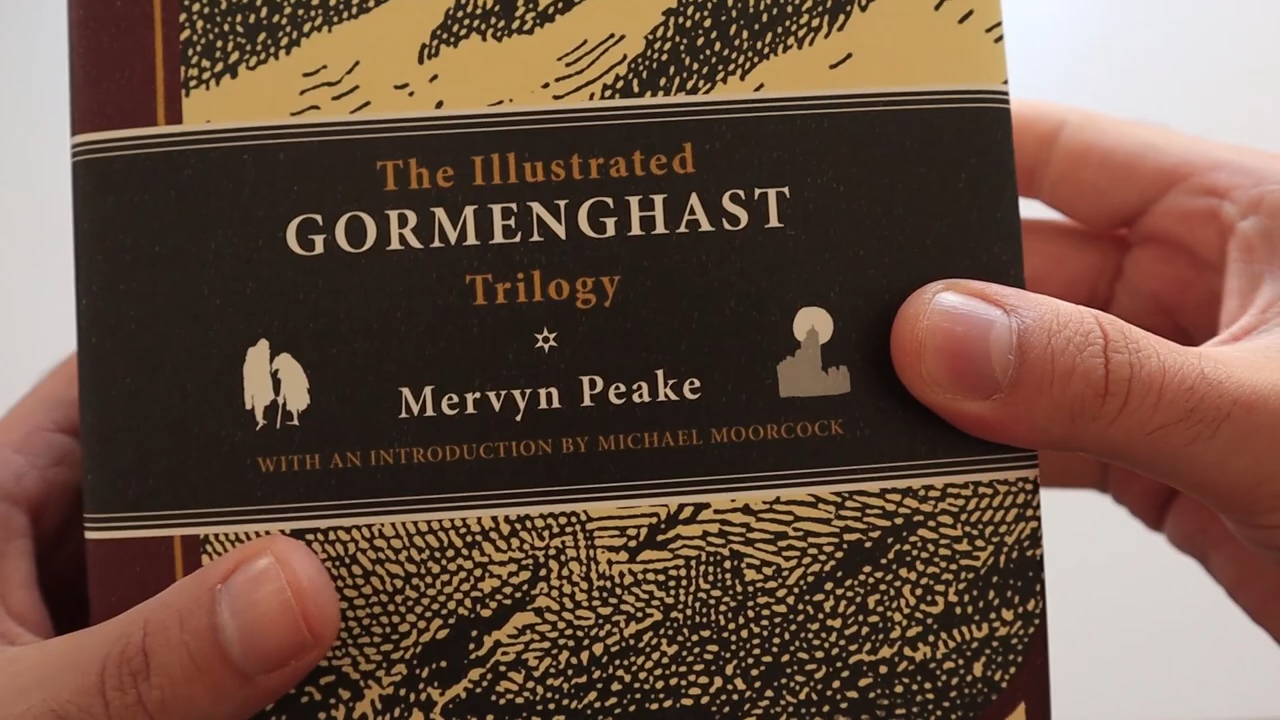 The Illustrated
GORMENGHAST
Trilogy
Mervyn Peake
WITH AN INTRODUCTION BY MICHAEL MOORCOCK